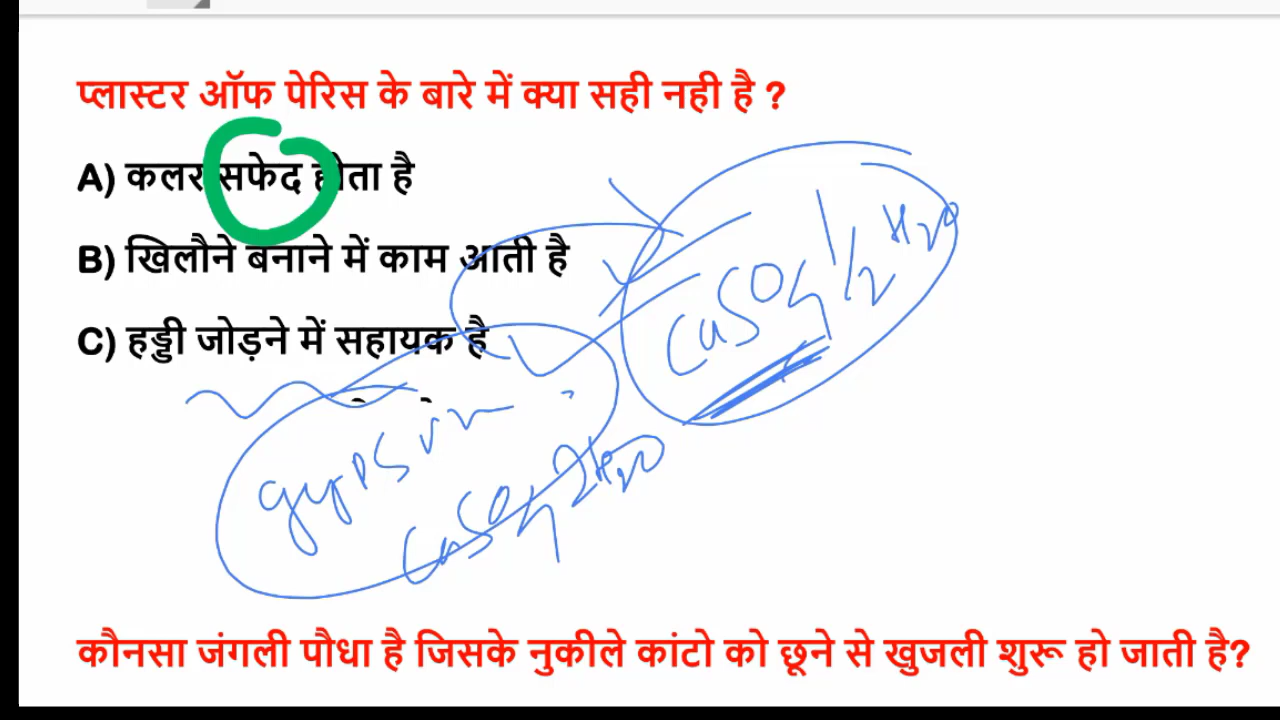 प्लास्टर ऑफ पेरिस के बारे में क्या सही नही है ?
A) कलर सफेद होता है
B) खिलौने बनाने में काम आती है
C) हड्डी जोड़ने में सहायक है
CaSO4 1/2 H2O
gypsum
CaSO4 2H2O
कौनसा जंगली पौधा है जिसके नुकीले कांटो को छूने से खुजली शुरू हो जाती है?